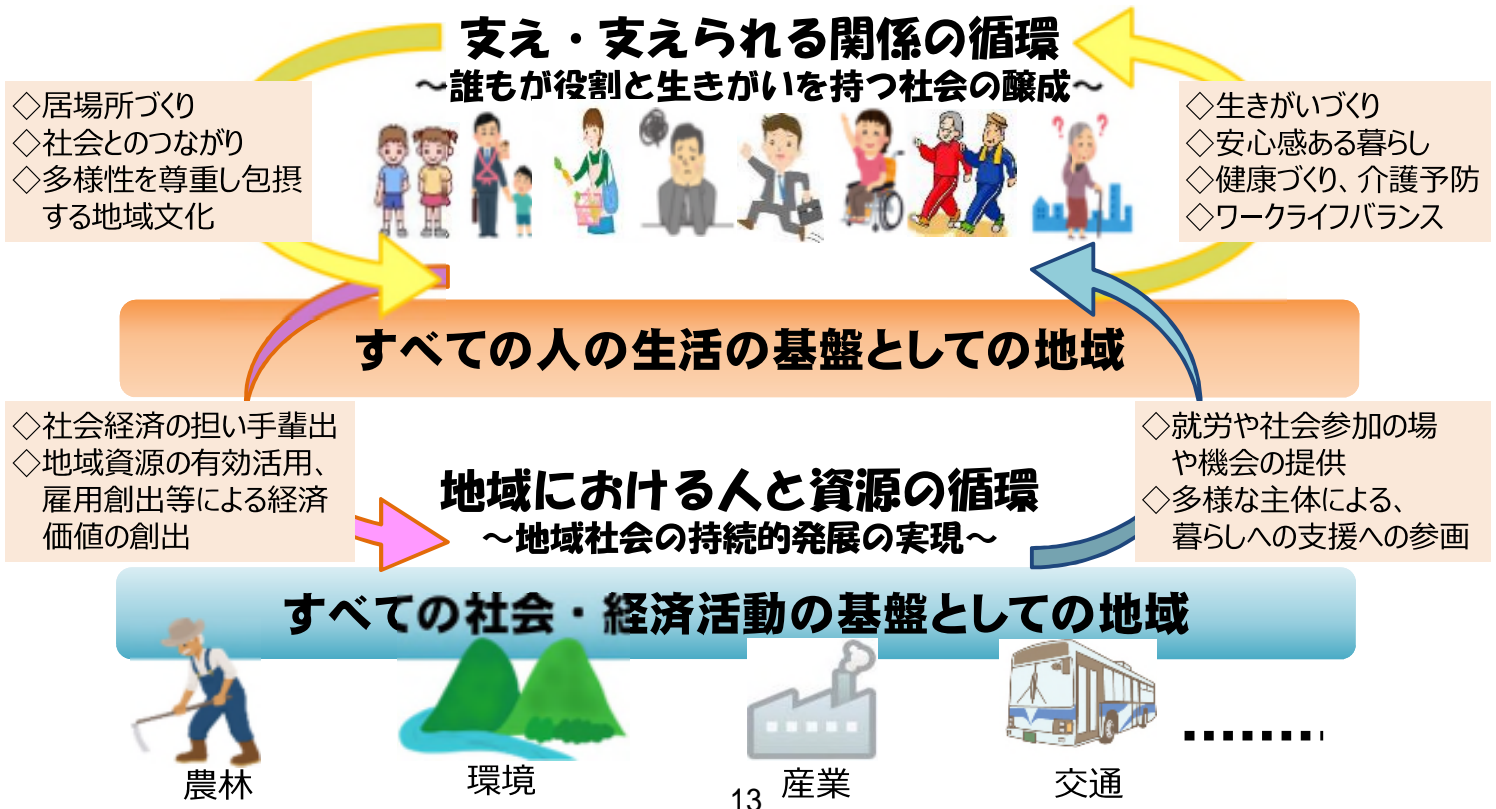 支え・支えられる関係の循環
～誰もが役割と生きがいを持つ社会の醸成～
◇居場所づくり
◇社会とのつながり
◇多様性を尊重し包摂
する地域文化
◇生きがいづくり
◇安心感ある暮らし
◇健康づくり、介護予防
◇ワークライフバランス
? ?
すべての人の生活の基盤としての地域
◇社会経済の担い手輩出
◇地域資源の有効活用、
雇用創出等による経済
価値の創出
地域における人と資源の循環
～地域社会の持続的発展の実現～
◇就労や社会参加の場
や機会の提供
◇多様な主体による、
暮らしへの支援への参画
すべての社会・経済活動の基盤としての地域
農林
環境
産業
交通
13